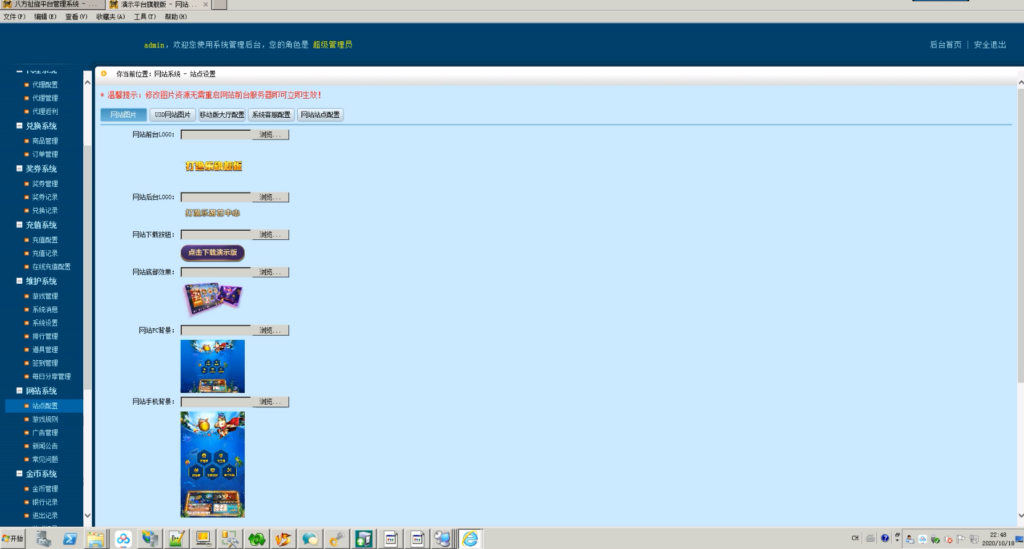 八方扯旋平台管理系统 - ...
演示平台旗舰版 - 网站...
文件(F) 编辑(E) 查看(V) 收藏夹(A) 工具(T) 帮助(H)
admin，欢迎您使用系统管理后台，您的角色是 超级管理员
后台首页 | 安全退出
代理系统
代理配置
代理管理
代理返利
兑换系统
商品管理
订单管理
奖券系统
奖券管理
奖券记录
兑换记录
充值系统
充值配置
充值记录
在线充值配置
维护系统
游戏管理
系统消息
系统设置
排行管理
道具管理
签到管理
每日分享管理
网站系统
站点配置
游戏规则
广告管理
新闻公告
常见问题
金币系统
金币管理
银行记录
进出记录
你当前位置：网站系统 - 站点设置
* 温馨提示：修改图片资源无需重启网站前台服务器即可立即生效！
网站图片 U3D网站图片 移动版大厅配置 系统客服配置 网站站点配置
网站前台LOGO： 浏览...
网站后台LOGO： 浏览...
网站下载按钮： 浏览...
点击下载演示版
网站底部效果： 浏览...
网站PC背景： 浏览...
网站手机背景： 浏览...
开始
CH
22:48
2020/10/18